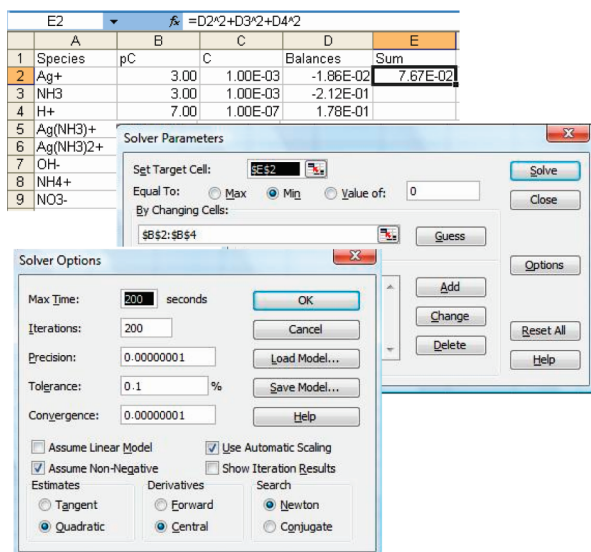 E2 fx =D2^2+D3^2+D4^2
A B C D E
1 Species pC C Balances Sum
2 Ag+ 3.00 1.00E-03 -1.86E-02 7.67E-02
3 NH3 3.00 1.00E-03 -2.12E-01
4 H+ 7.00 1.00E-07 1.78E-01
5 Ag(NH3)+
6 Ag(NH3)2+
7 OH-
8 NH4+
9 NO3-
Solver Parameters
Set Target Cell: $E$2 Solve
Equal To: Max Min Value of: 0 Close
By Changing Cells:
$B$2:$B$4 Guess
Options
Add
Change
Reset All
Delete
Help
Solver Options
Max Time: 200 seconds OK
Iterations: 200 Cancel
Precision: 0.00000001 Load Model...
Tolerance: 0.1 % Save Model...
Convergence: 0.00000001 Help
Assume Linear Model Use Automatic Scaling
Assume Non-Negative Show Iteration Results
Estimates Derivatives Search
Tangent Forward Newton
Quadratic Central Conjugate